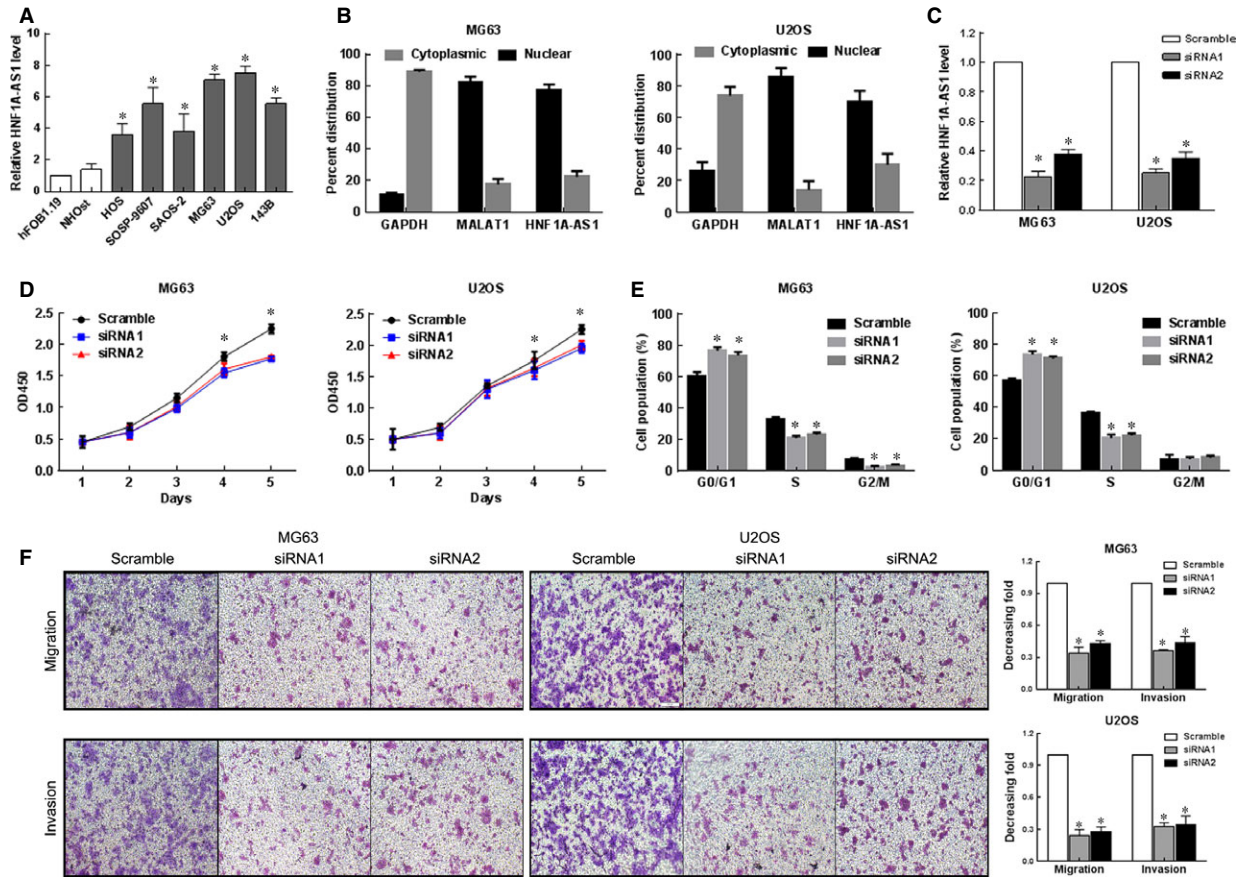 A
Relative HNF1A-AS1 level
10
8
6
4
2
0
*
*
*
*
*
*
hFOB1.19
NHOst
HOS
SOSP-9607
SAOS-2
MG63
U2OS
143B
B
MG63
Cytoplasmic
Nuclear
Percent distribution
100
80
60
40
20
0
GAPDH
MALAT1
HNF1A-AS1
U2OS
Cytoplasmic
Nuclear
Percent distribution
100
80
60
40
20
0
GAPDH
MALAT1
HNF1A-AS1
C
Scramble
siRNA1
siRNA2
Relative HNF1A-AS1 level
1.2
1.0
0.8
0.6
0.4
0.2
0.0
*
*
*
*
MG63
U2OS
D
MG63
Scramble
siRNA1
siRNA2
OD450
2.5
2.0
1.5
1.0
0.5
0.0
*
*
1 2 3 4 5
Days
U2OS
Scramble
siRNA1
siRNA2
OD450
2.5
2.0
1.5
1.0
0.5
0.0
*
*
1 2 3 4 5
Days
E
MG63
Scramble
siRNA1
siRNA2
Cell population (%)
100
80
60
40
20
0
* *
* *
* *
G0/G1
S
G2/M
U2OS
Scramble
siRNA1
siRNA2
Cell population (%)
100
80
60
40
20
0
* *
* *
G0/G1
S
G2/M
F
MG63
Scramble
siRNA1
siRNA2
U2OS
Scramble
siRNA1
siRNA2
Migration
Invasion
MG63
Scramble
siRNA1
siRNA2
Decreasing fold
1.2
0.9
0.6
0.3
0.0
* *
* *
Migration
Invasion
U2OS
Scramble
siRNA1
siRNA2
Decreasing fold
1.2
0.9
0.6
0.3
0.0
* *
* *
Migration
Invasion